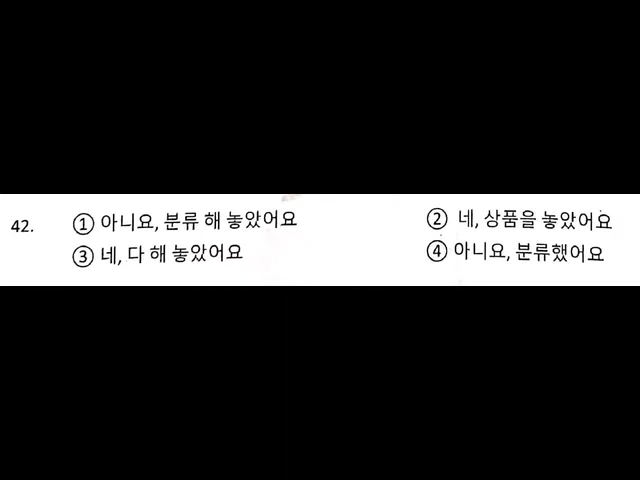 42. ① 아니요, 분류 해 놓았어요 ② 네, 상품을 놓았어요
③ 네, 다 해 놓았어요 ④ 아니요, 분류했어요